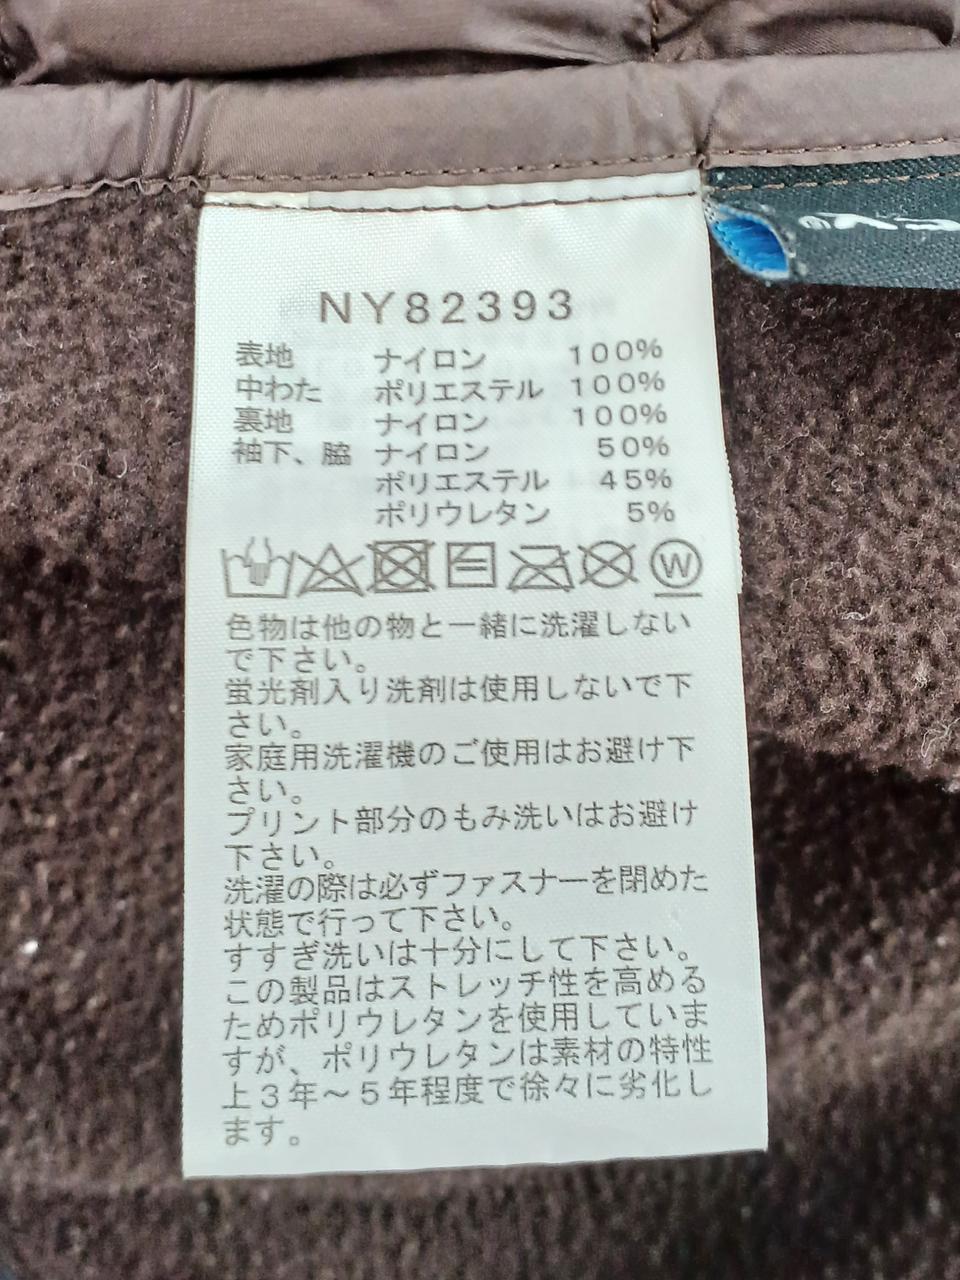 NY82393
表地 ナイロン 100%
中わた ポリエステル 100%
裏地 ナイロン 100%
袖下、脇 ナイロン 50%
ポリエステル 45%
ポリウレタン 5%
W
色物は他の物と一緒に洗濯しない
で下さい。
蛍光剤入り洗剤は使用しないで下
さい。
家庭用洗濯機のご使用はお避け下
さい。
プリント部分のもみ洗いはお避け
下さい。
洗濯の際は必ずファスナーを閉めた
状態で行って下さい。
すすぎ洗いは十分にして下さい。
この製品はストレッチ性を高める
ためポリウレタンを使用していま
すが、ポリウレタンは素材の特性
上3年～5年程度で徐々に劣化し
ます。